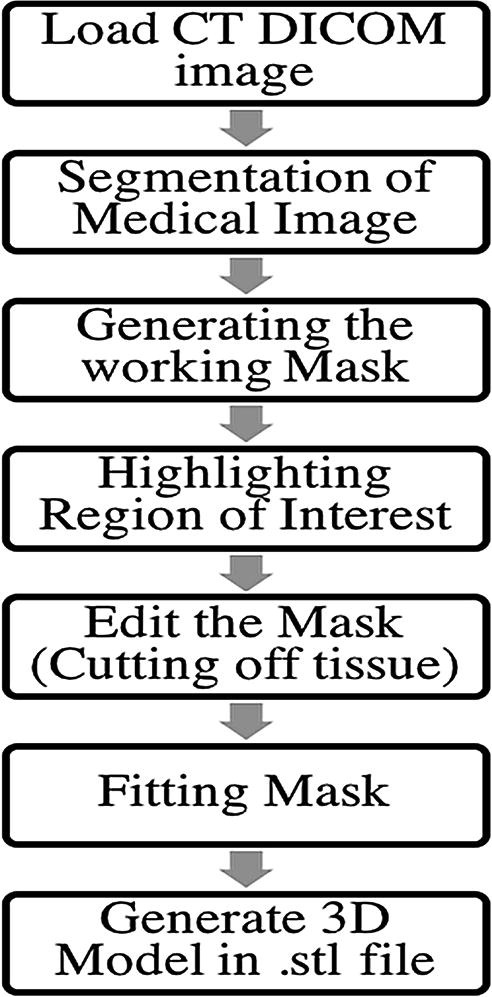 Load CT DICOM
image
Segmentation of
Medical Image
Generating the
working Mask
Highlighting
Region of Interest
Edit the Mask
(Cutting off tissue)
Fitting Mask
Generate 3D
Model in .stl file